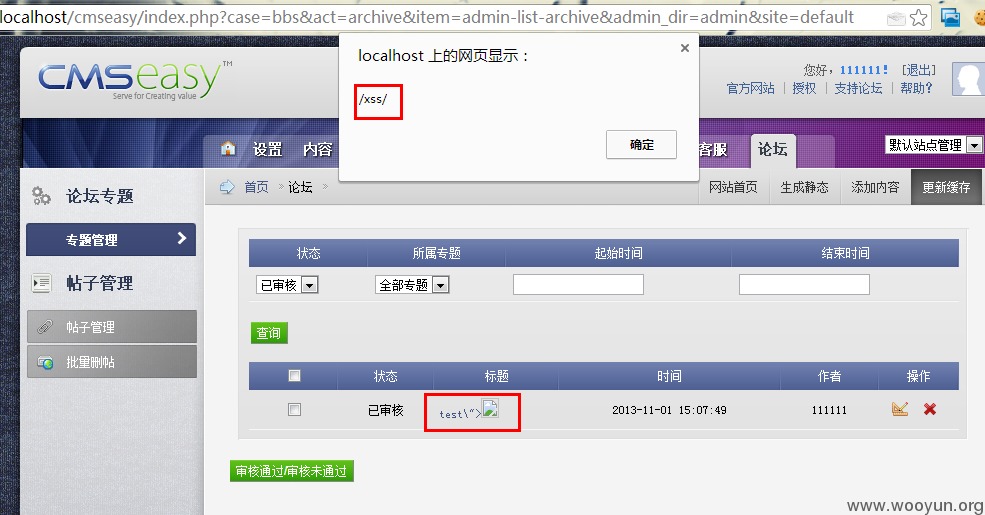 localhost/cmseasy/index.php?case=bbs&act=archive&item=admin-list-archive&admin_dir=admin&site=default
localhost 上的网页显示：
/xss/
确定
CMSeasy™
Serve for Creating value
您好，111111！ [退出]
官方网站 | 授权 | 支持论坛 | 帮助?
设置 内容 客服 论坛
默认站点管理
论坛专题
专题管理
帖子管理
帖子管理
批量删帖
首页 > 论坛 >
网站首页 生成静态 添加内容 更新缓存
状态 所属专题 起始时间 结束时间
已审核 全部专题
查询
状态 标题 时间 作者 操作
已审核 test\">  2013-11-01 15:07:49 111111
审核通过/审核未通过
www.wooyun.org